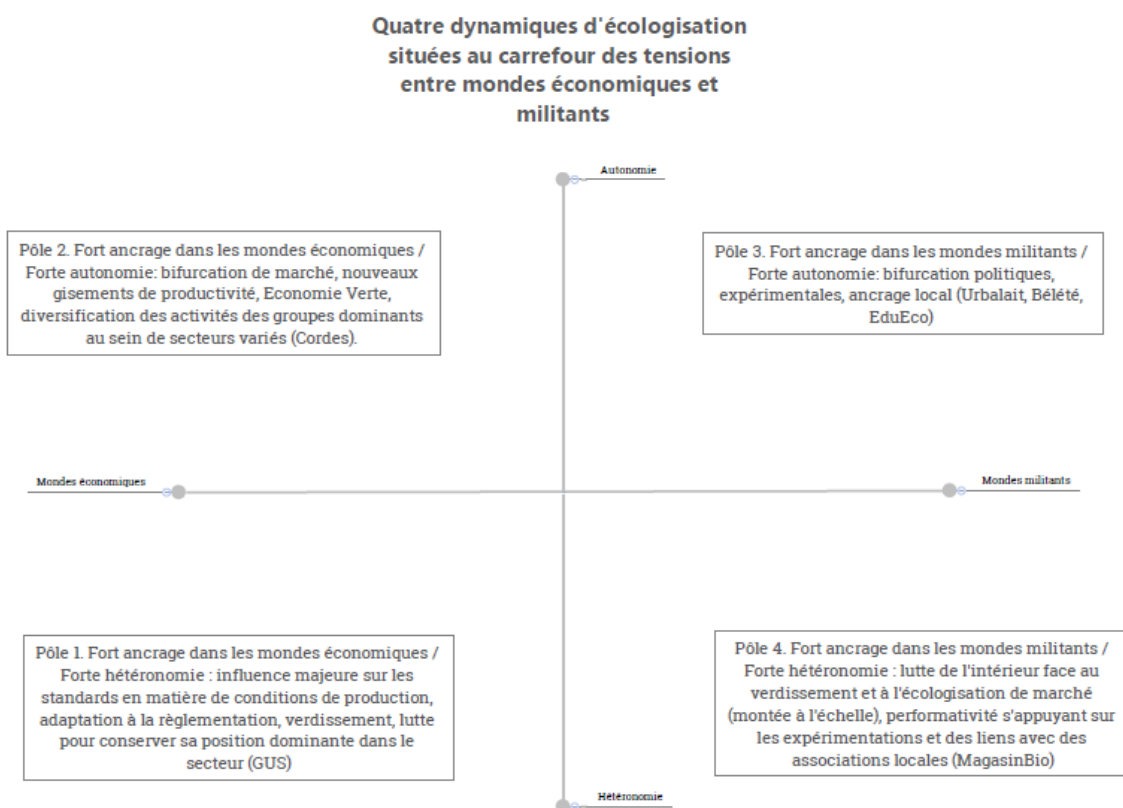 Quatre dynamiques d'écologisation
situées au carrefour des tensions
entre mondes économiques et
militants
Autonomie
Pôle 2. Fort ancrage dans les mondes économiques /
Forte autonomie: bifurcation de marché, nouveaux
gisements de productivité, Economie Verte,
diversification des activités des groupes dominants
au sein de secteurs variés (Cordes).
Pôle 3. Fort ancrage dans les mondes militants /
Forte autonomie: bifurcation politiques,
expérimentales, ancrage local (Urbalait, Bélété,
EduEco)
Mondes économiques
Mondes militants
Pôle 1. Fort ancrage dans les mondes économiques /
Forte hétéronomie : influence majeure sur les
standards en matière de conditions de production,
adaptation à la règlementation, verdissement, lutte
pour conserver sa position dominante dans le
secteur (GUS)
Pôle 4. Fort ancrage dans les mondes militants /
Forte hétéronomie : lutte de l'intérieur face au
verdissement et à l'écologisation de marché
(montée à l'échelle), performativité s'appuyant sur
les expérimentations et des liens avec des
associations locales (MagasinBio)
Hétéronomie